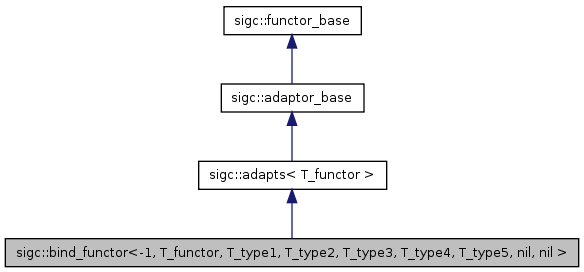 sigc::functor_base
sigc::adaptor_base
sigc::adapts< T_functor >
sigc::bind_functor<-1, T_functor, T_type1, T_type2, T_type3, T_type4, T_type5, nil, nil >